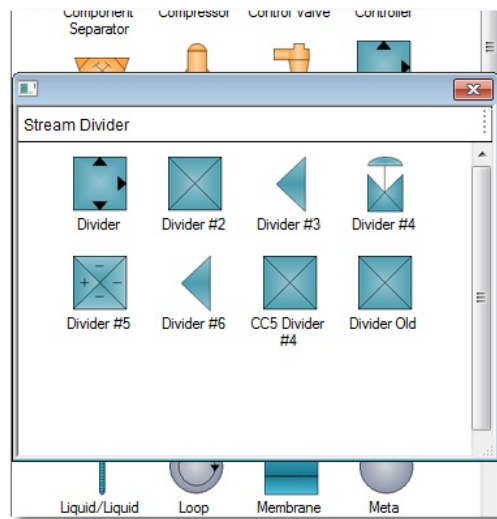 Component Compressor Control Valve Controller
Separator
Stream Divider
Divider Divider #2 Divider #3 Divider #4
Divider #5 Divider #6 CC5 Divider Divider Old
#4
Liquid/Liquid Loop Membrane Meta